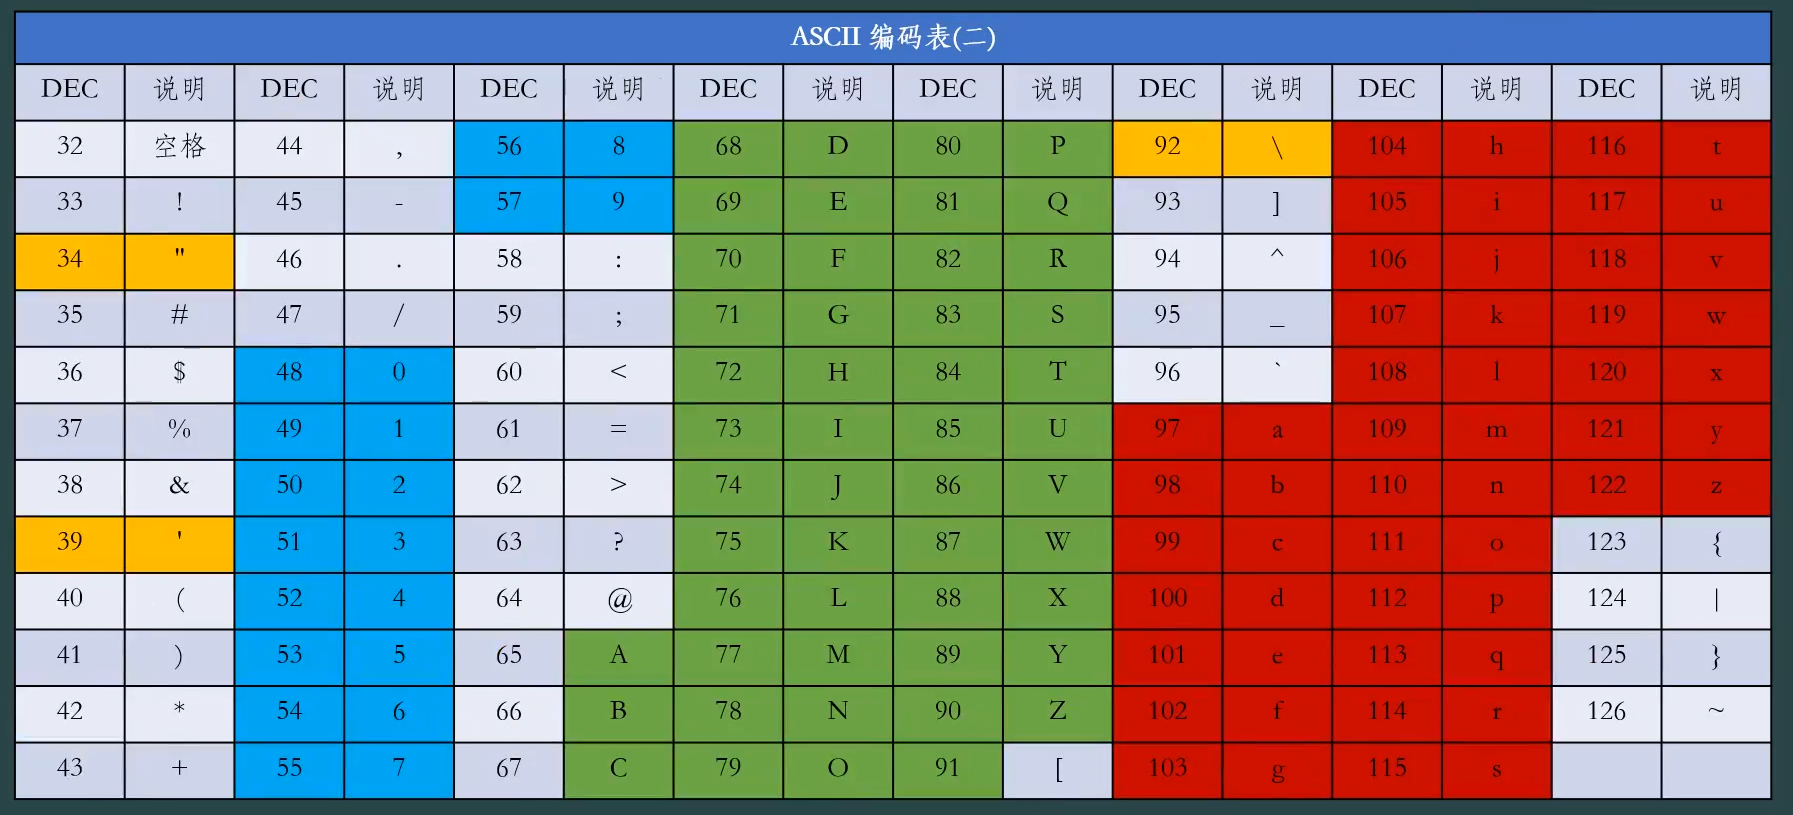 ASCII 编码表(二)
DEC 说明 DEC 说明 DEC 说明 DEC 说明 DEC 说明 DEC 说明 DEC 说明 DEC 说明
32 空格 44 , 56 8 68 D 80 P 92 \ 104 h 116 t
33 ! 45 - 57 9 69 E 81 Q 93 ] 105 i 117 u
34 " 46 . 58 : 70 F 82 R 94 ^ 106 j 118 v
35 # 47 / 59 ; 71 G 83 S 95 _ 107 k 119 w
36 $ 48 0 60 < 72 H 84 T 96 ` 108 l 120 x
37 % 49 1 61 = 73 I 85 U 97 a 109 m 121 y
38 & 50 2 62 > 74 J 86 V 98 b 110 n 122 z
39 ' 51 3 63 ? 75 K 87 W 99 c 111 o 123 {
40 ( 52 4 64 @ 76 L 88 X 100 d 112 p 124 |
41 ) 53 5 65 A 77 M 89 Y 101 e 113 q 125 }
42 * 54 6 66 B 78 N 90 Z 102 f 114 r 126 ~
43 + 55 7 67 C 79 O 91 [ 103 g 115 s